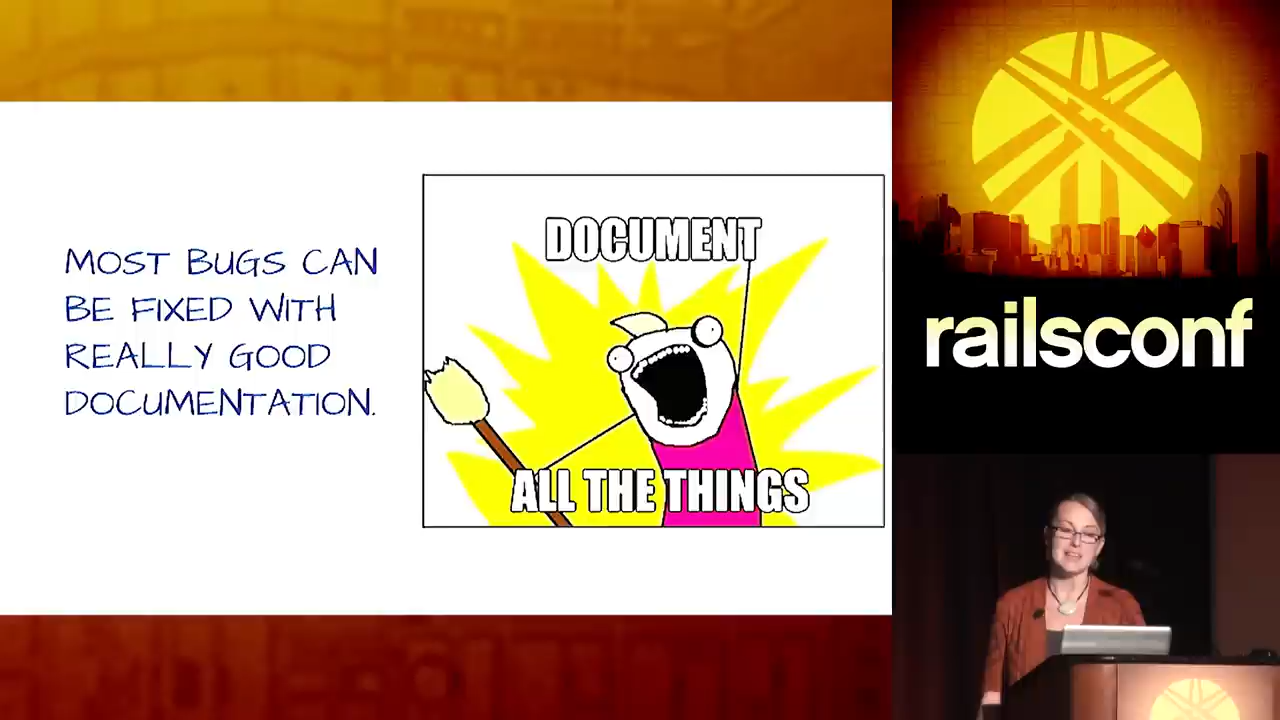 MOST BUGS CAN
BE FIXED WITH
REALLY GOOD
DOCUMENTATION.
DOCUMENT
ALL THE THINGS
railsconf